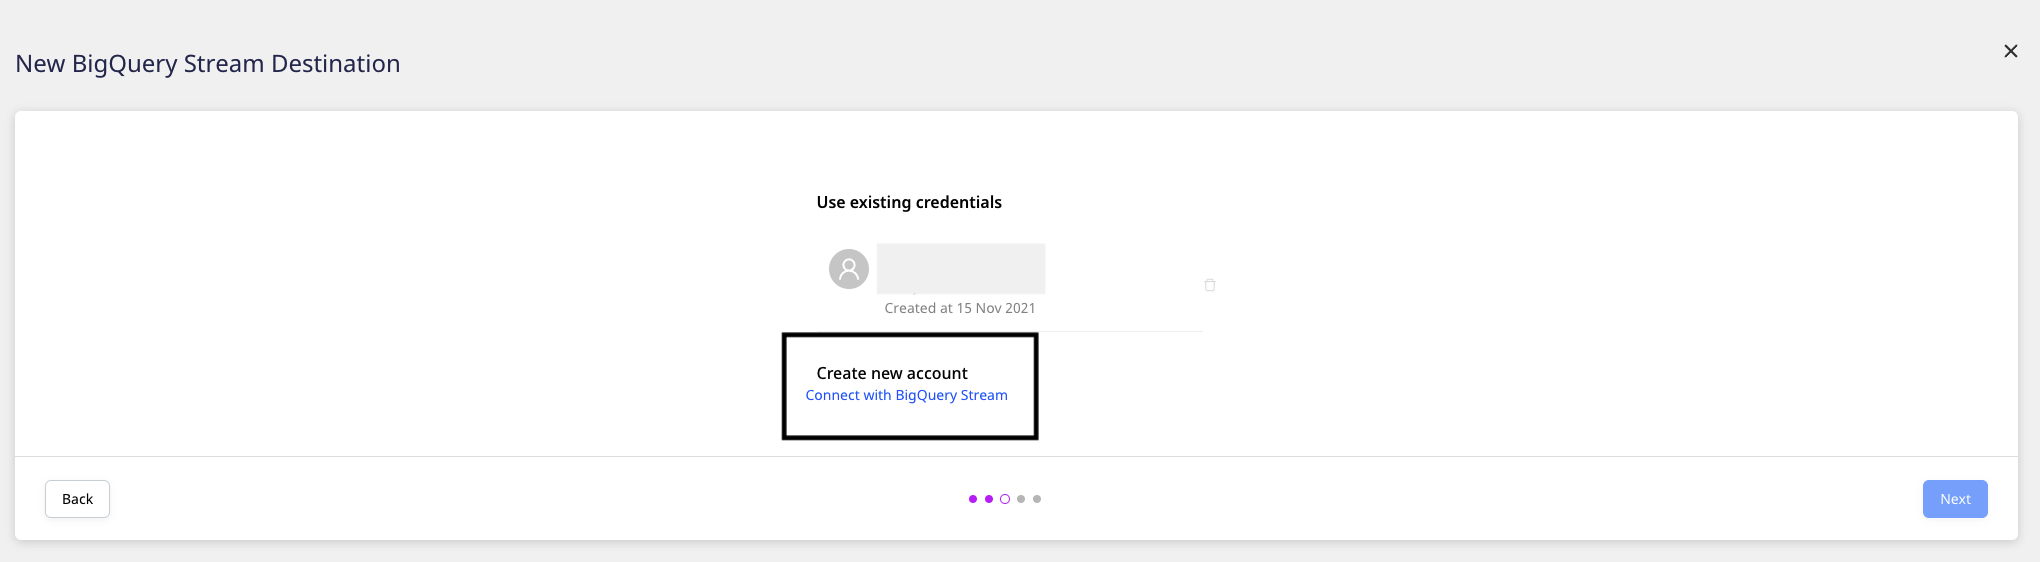 New BigQuery Stream Destination
Use existing credentials
Created at 15 Nov 2021
Create new account
Connect with BigQuery Stream
Back
Next